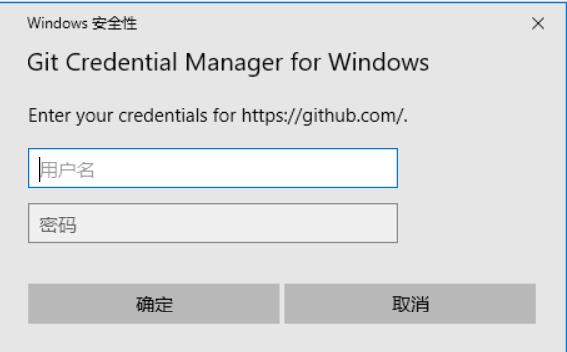 Windows 安全性
Git Credential Manager for Windows
Enter your credentials for https://github.com/.
用户名
密码
确定
取消